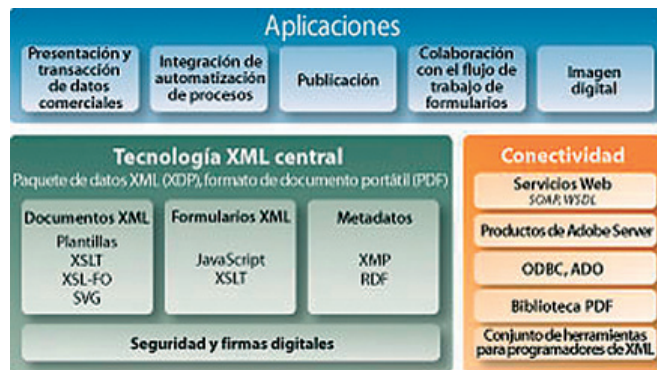 Aplicaciones
Presentación y
transacción
de datos
comerciales
Integración de
automatización
de procesos
Publicación
Colaboración
con el flujo de
trabajo de
formularios
Imagen
digital
Tecnología XML central
Paquete de datos XML (XDP), formato de documento portátil (PDF)
Documentos XML
Plantillas
XSLT
XSL-FO
SVG
Formularios XML
JavaScript
XSLT
Metadatos
XMP
RDF
Seguridad y firmas digitales
Conectividad
Servicios Web
SOAP, WSDL
Productos de Adobe Server
ODBC, ADO
Biblioteca PDF
Conjunto de herramientas
para programadores de XML